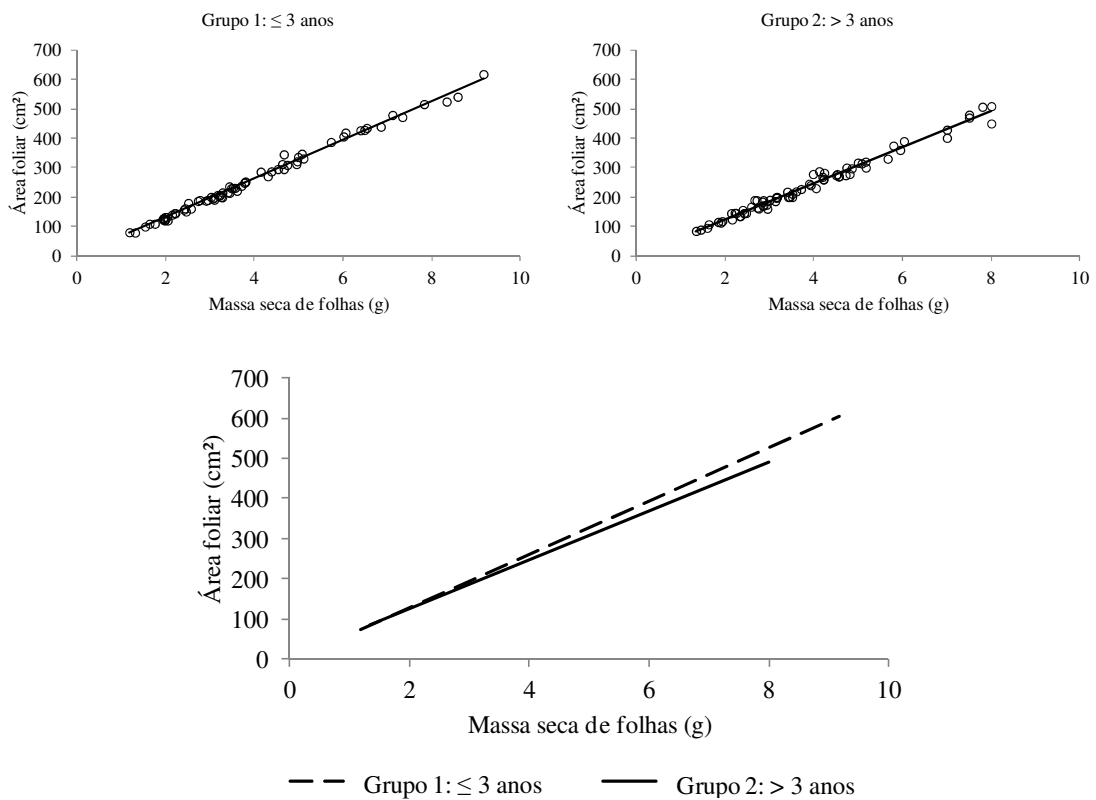 Grupo 1: ≤ 3 anos
700
600
500
400
300
200
100
0
Área foliar (cm²)
0 2 4 6 8 10
Massa seca de folhas (g)
Grupo 2: > 3 anos
700
600
500
400
300
200
100
0
Área foliar (cm²)
0 2 4 6 8 10
Massa seca de folhas (g)
700
600
500
400
300
200
100
0
Área foliar (cm²)
0 2 4 6 8 10
Massa seca de folhas (g)
Grupo 1: ≤ 3 anos Grupo 2: > 3 anos